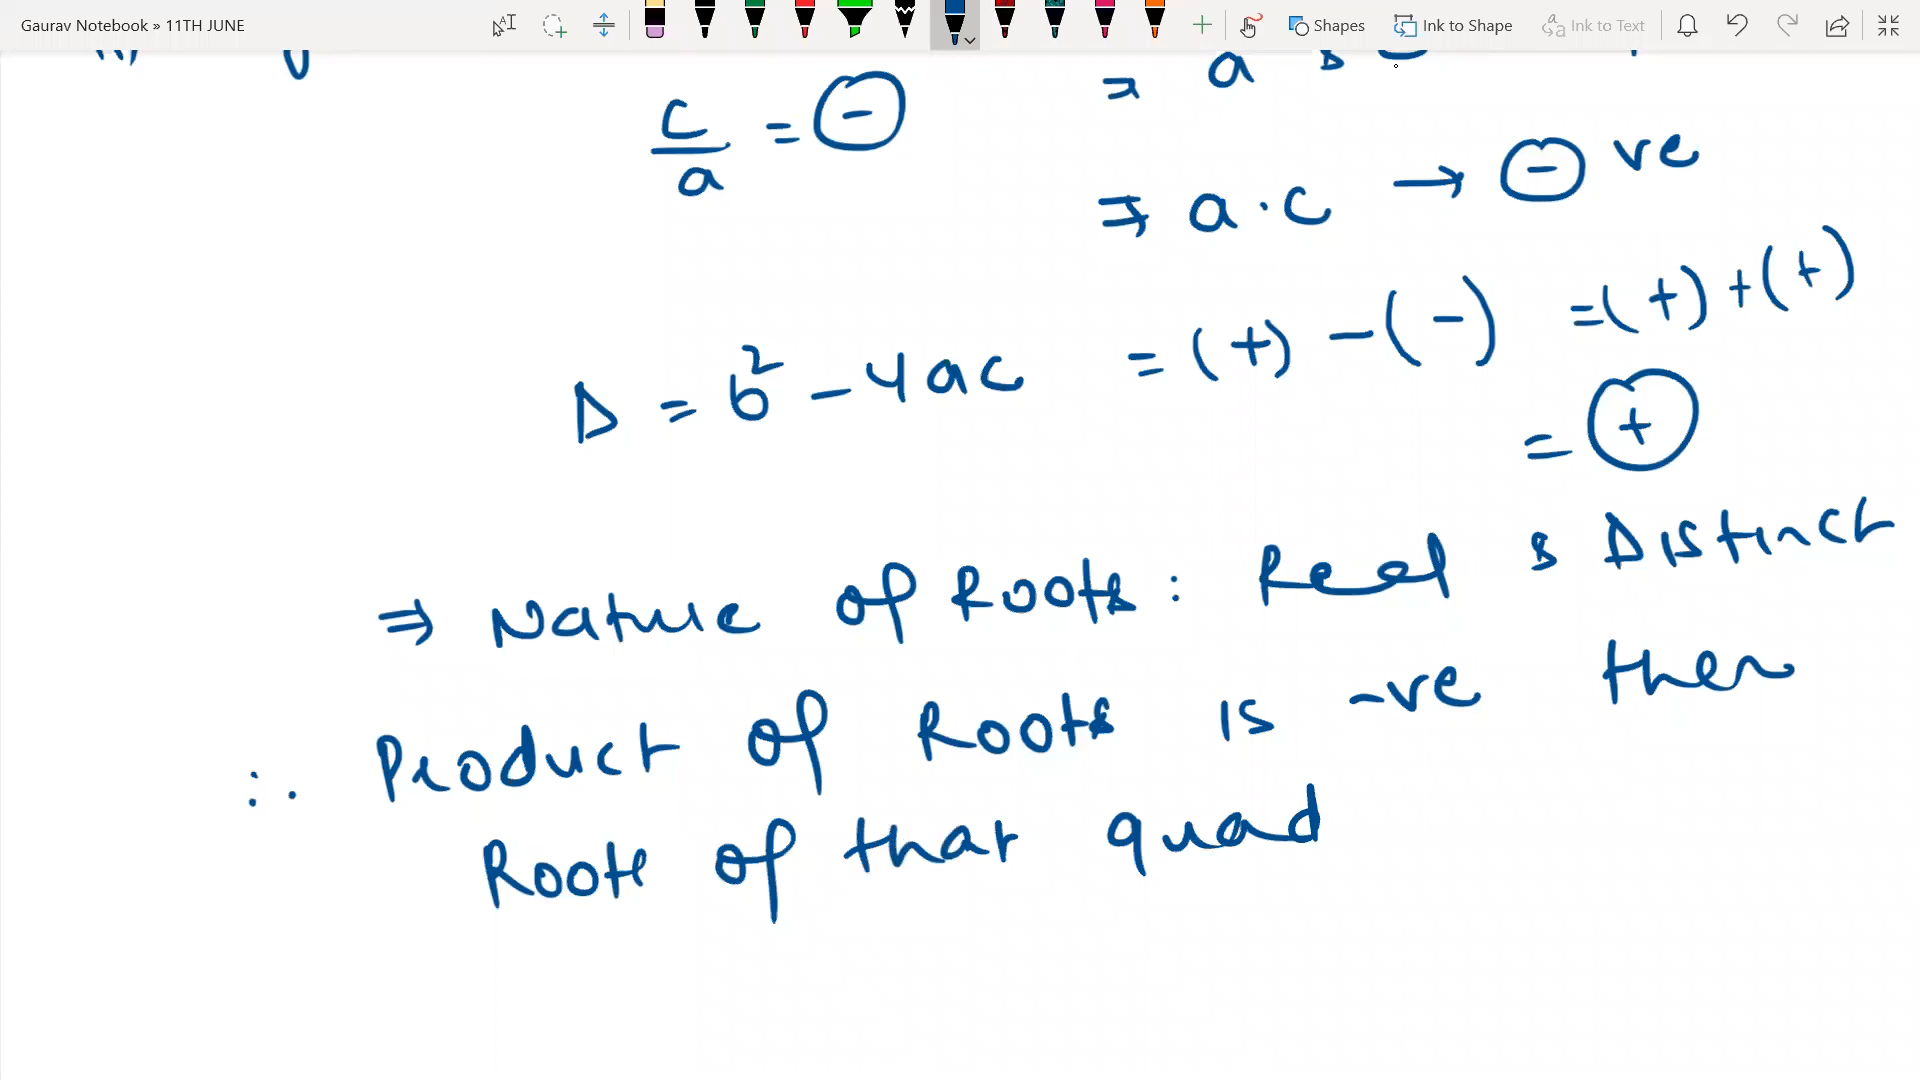 Gaurav Notebook » 11TH JUNE
Shapes
Ink to Shape
Ink to Text
c/a = ⊖
⇒ a &
⇒ a·c → ⊖ ve
Δ = b² - 4ac = (+) - (-) = (+) + (+)
= ⊕
⇒ Nature of Roots : Real & Distinct
∴ Product of Roots is -ve then
Roots of that quad